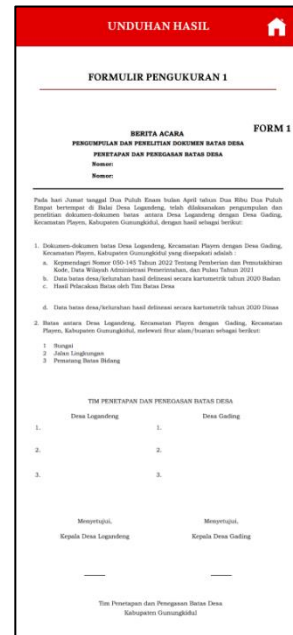 UNDUHAN HASIL
FORMULIR PENGUKURAN 1
FORM 1
BERITA ACARA
PENGUMPULAN DAN PENELITIAN DOKUMEN BATAS DESA
PENETAPAN DAN PENEGASAN BATAS DESA
Nomor:
Nomor:
Pada hari Jumat tanggal Dua Puluh Enam bulan April tahun Dua Ribu Dua Puluh
Empat bertempat di Balai Desa Logandeng, telah dilaksanakan pengumpulan dan
penelitian dokumen-dokumen batas antara Desa Logandeng dengan Desa Gading,
Kecamatan Playen, Kabupaten Gunungkidul, dengan hasil sebagai berikut:
1. Dokumen-dokumen batas Desa Logandeng, Kecamatan Playen dengan Desa Gading,
Kecamatan Playen, Kabupaten Gunungkidul yang disepakati adalah :
a. Kepmendagri Nomor 050-145 Tahun 2022 Tentang Pemberian dan Pemutakhiran
Kode, Data Wilayah Administrasi Pemerintahan, dan Pulau Tahun 2021
b. Data batas desa/kelurahan hasil delineasi secara kartometrik tahun 2020 Badan
c. Hasil Pelacakan Batas oleh Tim Batas Desa
d. Data batas desa/kelurahan hasil delineasi secara kartometrik tahun 2020 Dinas
2. Batas antara Desa Logandeng, Kecamatan Playen dengan Gading, Kecamatan
Playen, Kabupaten Gunungkidul, melewati fitur alam/buatan sebagai berikut:
1 Sungai
2 Jalan Lingkungan
3 Pematang Batas Bidang
TIM PENETAPAN DAN PENEGASAN BATAS DESA
Desa Logandeng Desa Gading
1. 1.
2. 2.
3. 3.
Menyetujui, Menyetujui,
Kepala Desa Logandeng Kepala Desa Gading
Tim Penetapan dan Penegasan Batas Desa
Kabupaten Gunungkidul